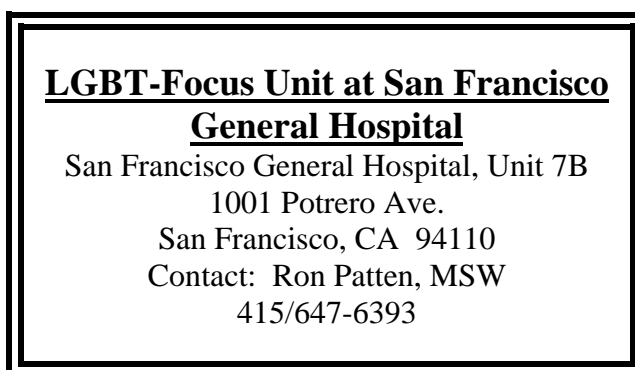 LGBT-Focus Unit at San Francisco
General Hospital
San Francisco General Hospital, Unit 7B
1001 Potrero Ave.
San Francisco, CA  94110
Contact:  Ron Patten, MSW
415/647-6393